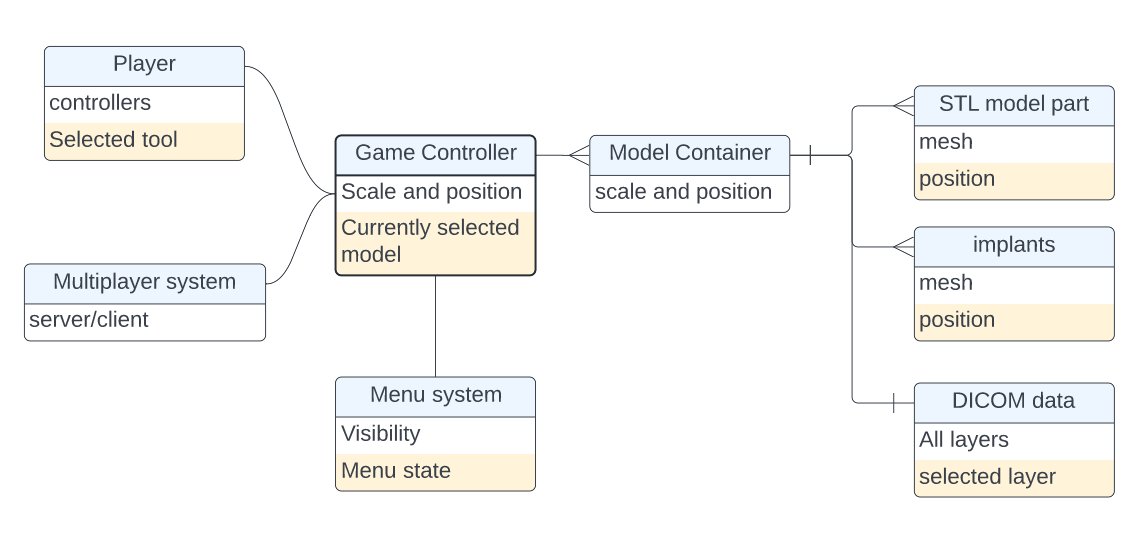 Player
controllers
Selected tool
Multiplayer system
server/client
Game Controller
Scale and position
Currently selected
model
Menu system
Visibility
Menu state
Model Container
scale and position
STL model part
mesh
position
implants
mesh
position
DICOM data
All layers
selected layer